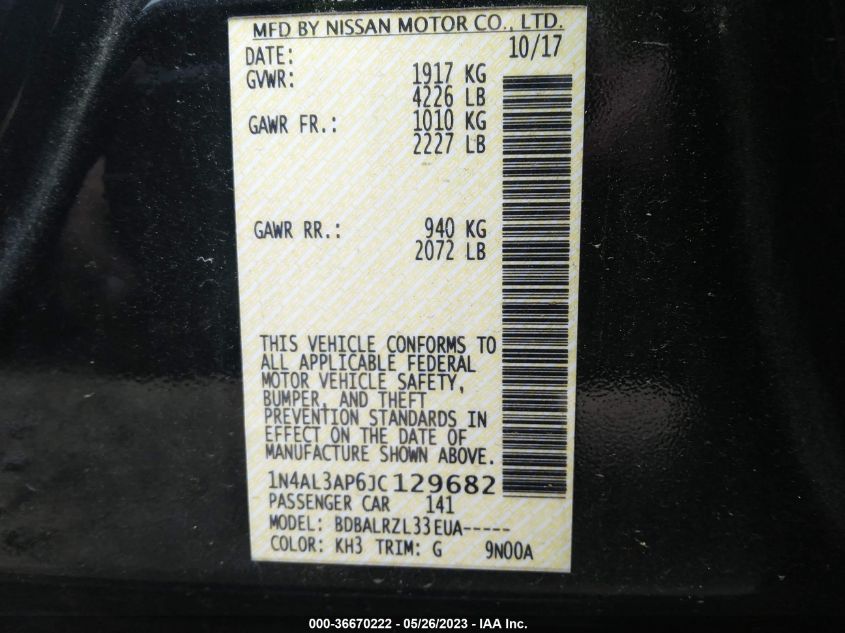 MFD BY NISSAN MOTOR CO., LTD.
DATE: 10/17
GVWR: 1917 KG
4226 LB
GAWR FR.: 1010 KG
2227 LB
GAWR RR.: 940 KG
2072 LB
THIS VEHICLE CONFORMS TO
ALL APPLICABLE FEDERAL
MOTOR VEHICLE SAFETY,
BUMPER, AND THEFT
PREVENTION STANDARDS IN
EFFECT ON THE DATE OF
MANUFACTURE SHOWN ABOVE.
1N4AL3AP6JC129682
PASSENGER CAR 141
MODEL: BDBALRZL33EUA-----
COLOR: KH3 TRIM: G 9N00A
000-36670222 - 05/26/2023 - IAA Inc.